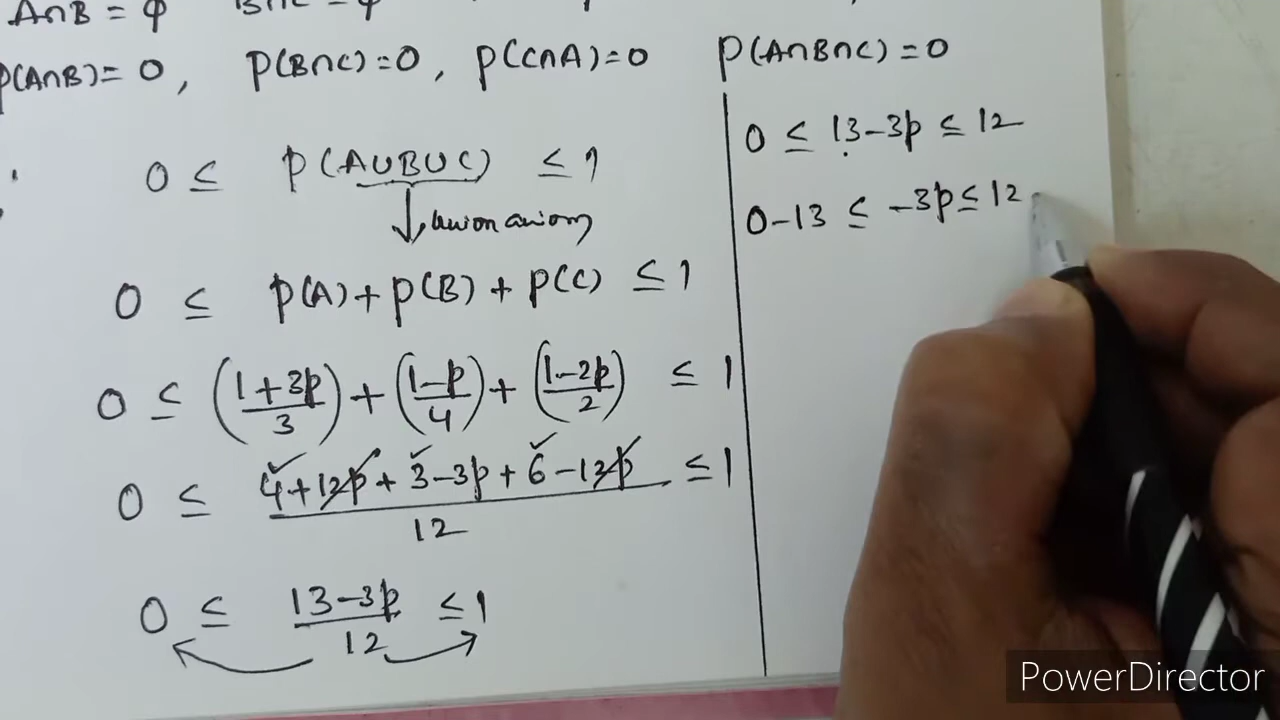 A∩B = φ
P(A∩B) = 0, P(B∩C) = 0, P(C∩A) = 0 P(A∩B∩C) = 0
0 ≤ P(A∪B∪C) ≤ 1
0 ≤ P(A) + P(B) + P(C) ≤ 1
0 ≤ (1+3p/3) + (1-p/4) + (1-2p/2) ≤ 1
0 ≤ 4+12p+3-3p+6-12p ≤ 1
12
0 ≤ 13-3p/12 ≤ 1
0 ≤ 13-3p ≤ 12
0-13 ≤ -3p ≤ 12
PowerDirector